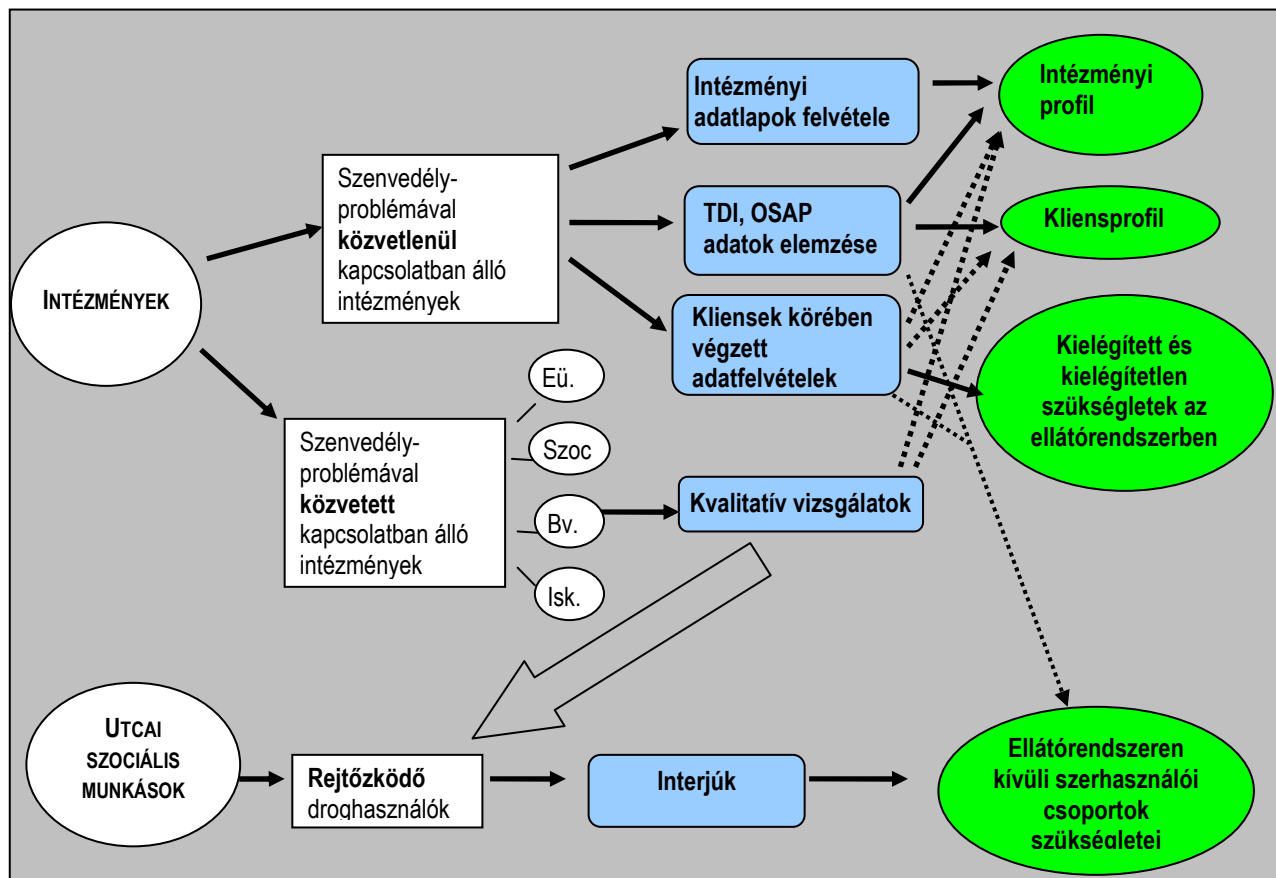 Intézményi
adatlapok felvétele
Intézményi
profil
Szenvedély-
problémával
közvetlenül
kapcsolatban álló
intézmények
TDI, OSAP
adatok elemzése
Kliensprofil
INTÉZMÉNYEK
Kliensek körében
végzett
adatfelvételek
Kielégített és
kielégítetlen
szükségletek az
ellátórendszerben
Eü.
Szoc
Bv.
Isk.
Szenvedély-
problémával
közvetett
kapcsolatban álló
intézmények
Kvalitatív vizsgálatok
UTCAI
SZOCIÁLIS
MUNKÁSOK
Rejtőzködő
droghasználók
Interjúk
Ellátórendszeren
kívüli szerhasználói
csoportok
szükségletei